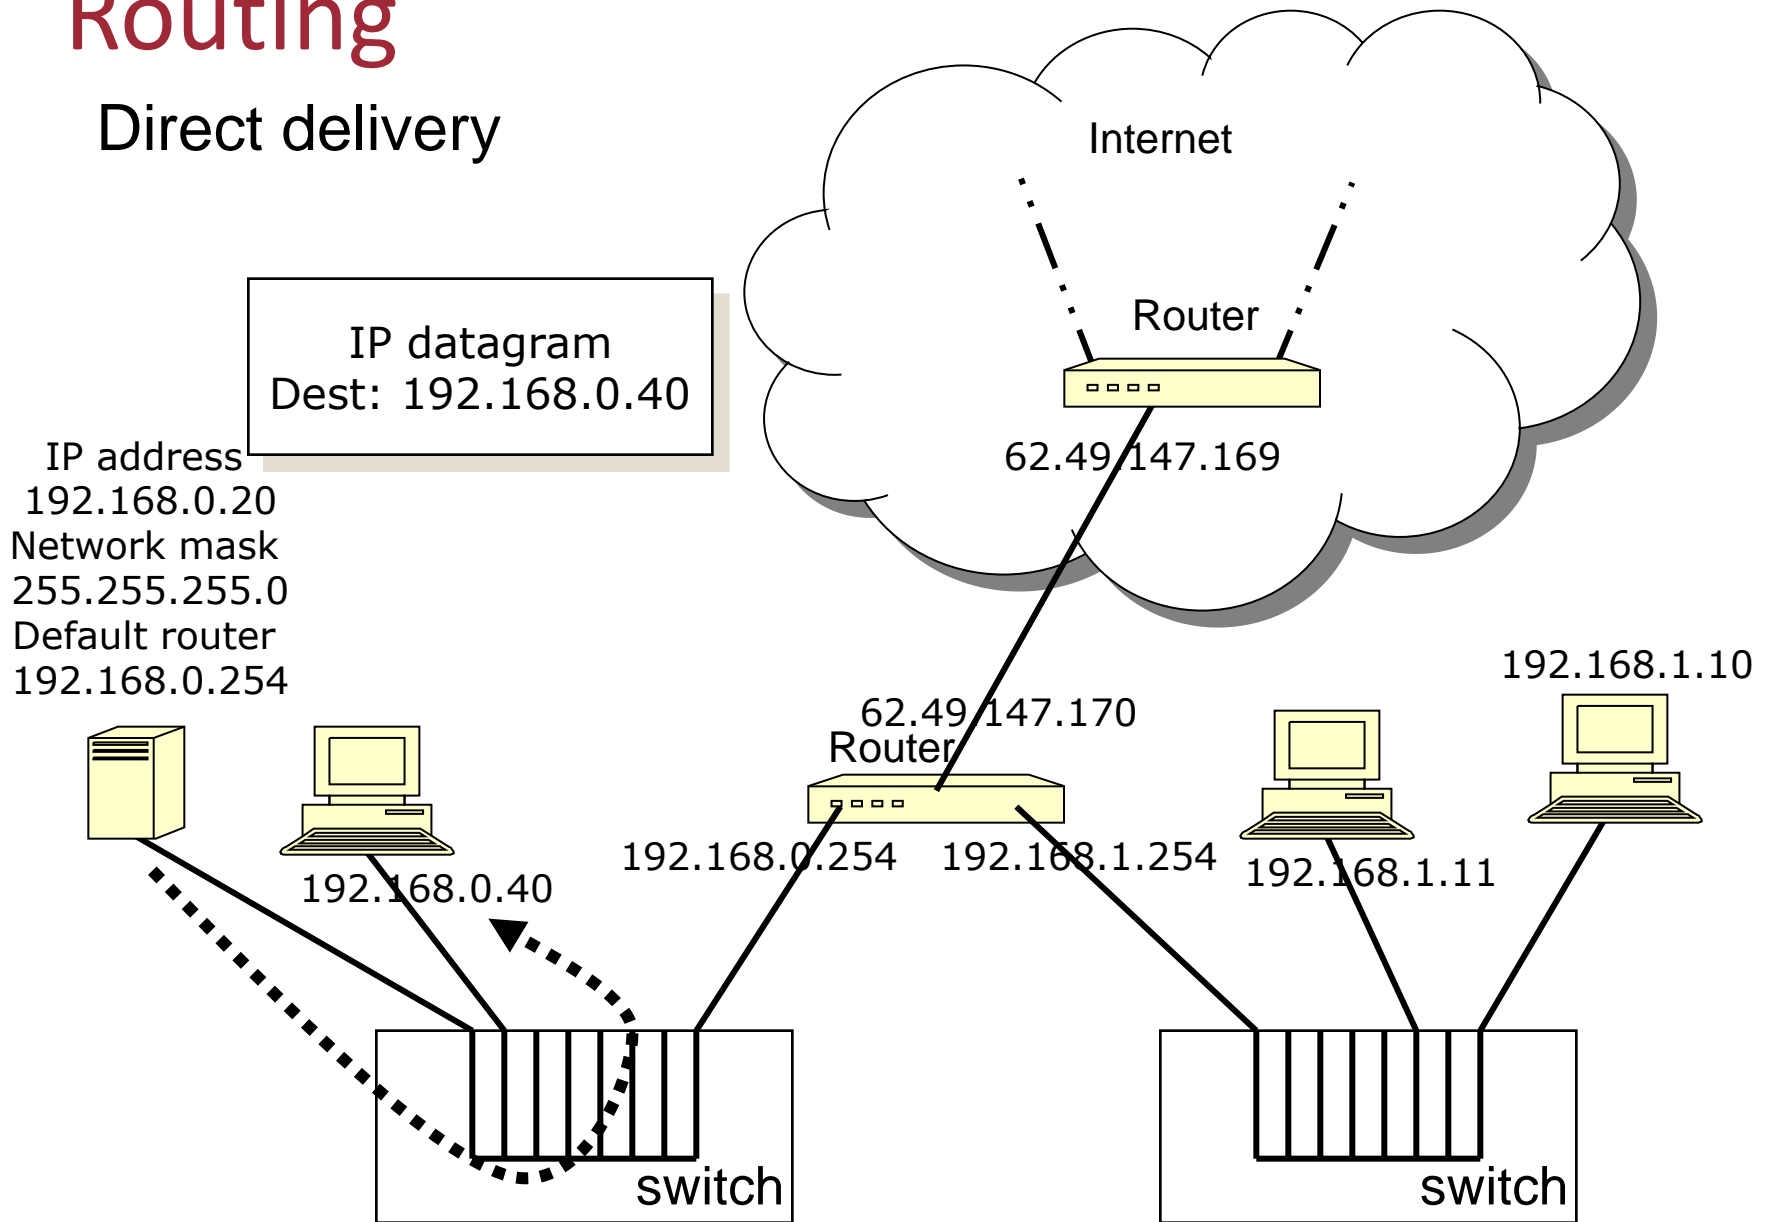 Routing
Direct delivery
Internet
Router
IP datagram
Dest: 192.168.0.40
62.49.147.169
IP address
192.168.0.20
Network mask
255.255.255.0
Default router
192.168.0.254
192.168.1.10
62.49.147.170
Router
192.168.0.254
192.168.1.254
192.168.1.11
192.168.0.40
switch
switch